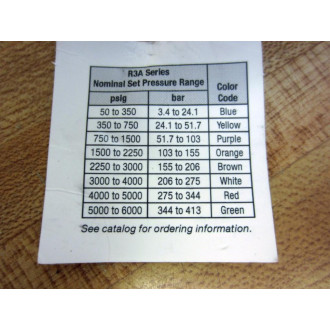 R3A Series
Nominal Set Pressure Range Color Code
psig bar
50 to 350 3.4 to 24.1 Blue
350 to 750 24.1 to 51.7 Yellow
750 to 1500 51.7 to 103 Purple
1500 to 2250 103 to 155 Orange
2250 to 3000 155 to 206 Brown
3000 to 4000 206 to 275 White
4000 to 5000 275 to 344 Red
5000 to 6000 344 to 413 Green
See catalog for ordering information.